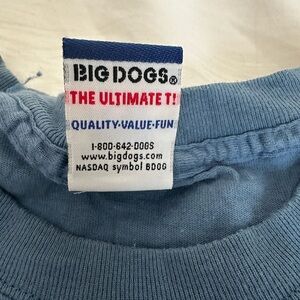 BIG DOGS®
THE ULTIMATE T!
QUALITY·VALUE·FUN
1·800·642·DOGS
www.bigdogs.com
NASDAQ symbol BDOG